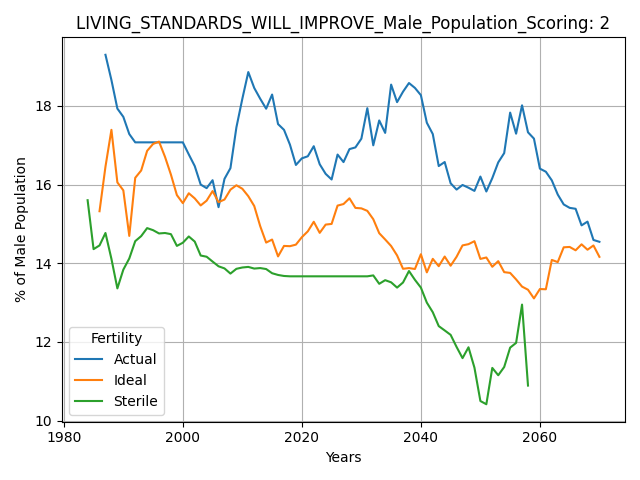 LIVING_STANDARDS_WILL_IMPROVE_Male_Population_Scoring: 2
% of Male Population
18
16
14
12
10
Fertility
Actual
Ideal
Sterile
1980
2000
2020
2040
2060
Years